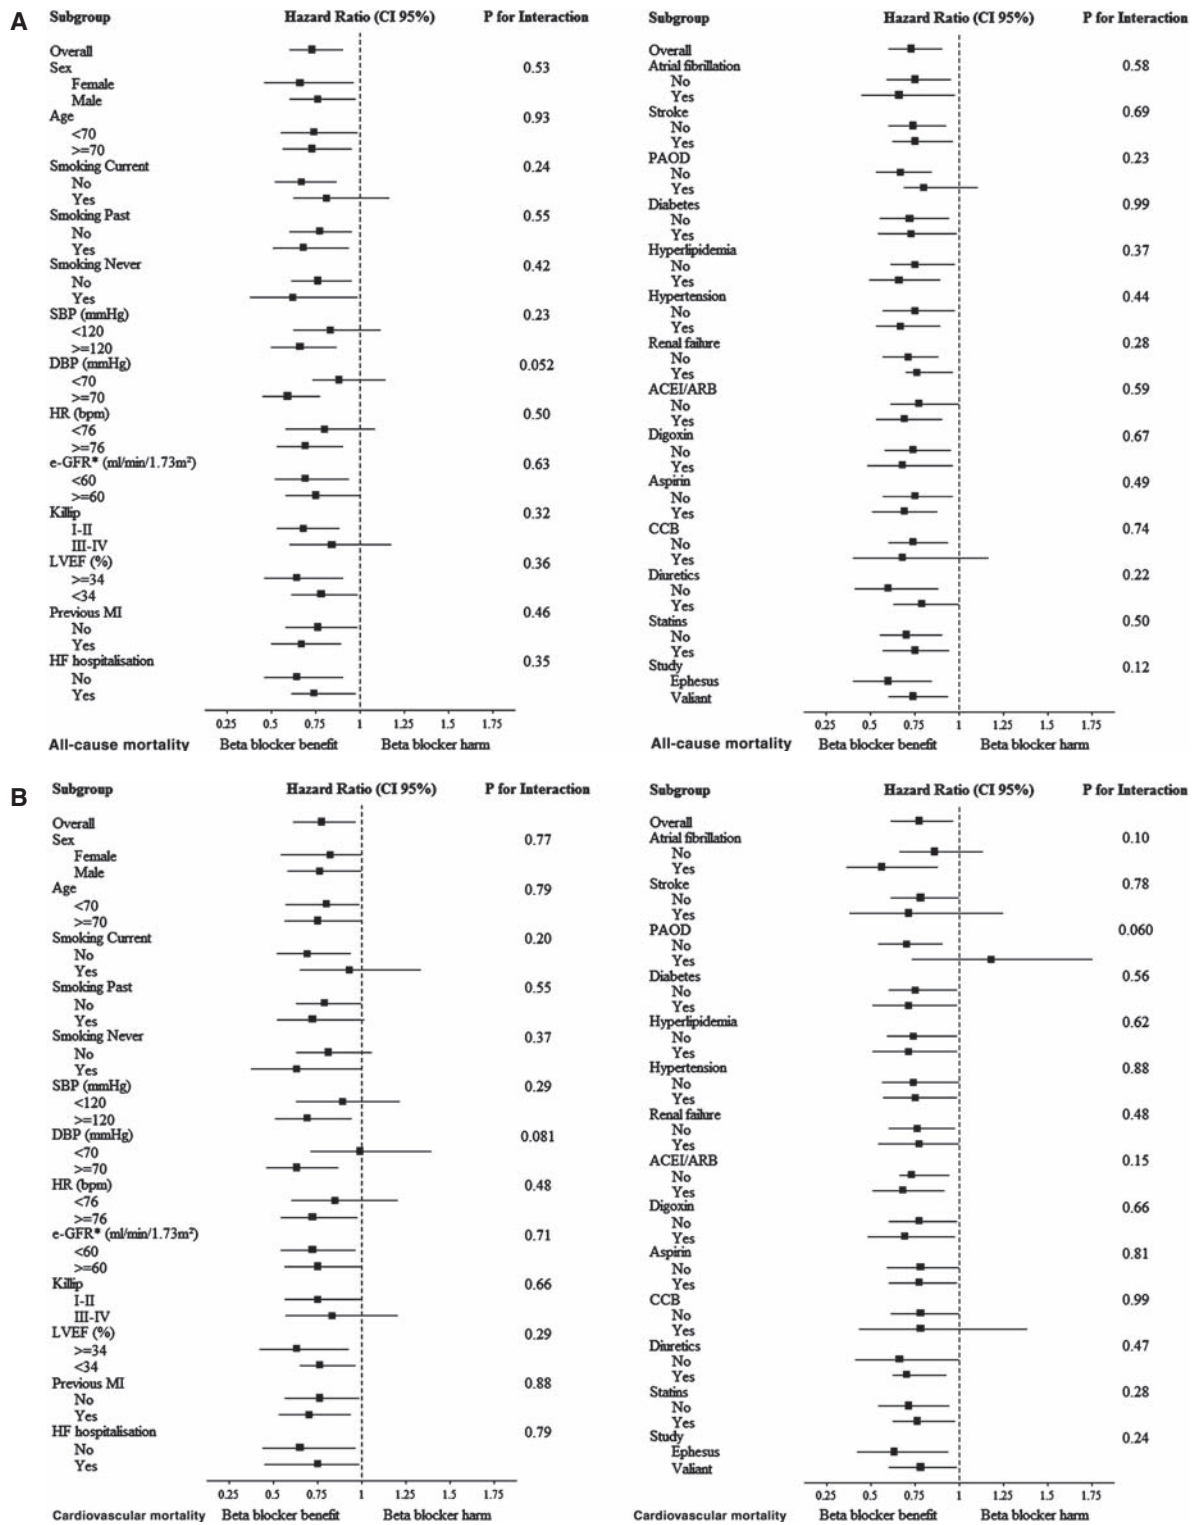 A
Subgroup Hazard Ratio (CI 95%) P for Interaction
Overall
Sex 0.53
Female
Male
Age 0.93
<70
>=70
Smoking Current 0.24
No
Yes
Smoking Past 0.55
No
Yes
Smoking Never 0.42
No
Yes
SBP (mmHg) 0.23
<120
>=120
DBP (mmHg) 0.052
<70
>=70
HR (bpm) 0.50
<76
>=76
e-GFR* (ml/min/1.73m²) 0.63
<60
>=60
Killip 0.32
I-II
III-IV
LVEF (%) 0.36
>=34
<34
Previous MI 0.46
No
Yes
HF hospitalisation 0.35
No
Yes
0.25 0.5 0.75 1 1.25 1.5 1.75
All-cause mortality Beta blocker benefit Beta blocker harm
Subgroup Hazard Ratio (CI 95%) P for Interaction
Overall
Atrial fibrillation 0.58
No
Yes
Stroke 0.69
No
Yes
PAOD 0.23
No
Yes
Diabetes 0.99
No
Yes
Hyperlipidemia 0.37
No
Yes
Hypertension 0.44
No
Yes
Renal failure 0.28
No
Yes
ACEI/ARB 0.59
No
Yes
Digoxin 0.67
No
Yes
Aspirin 0.49
No
Yes
CCB 0.74
No
Yes
Diuretics 0.22
No
Yes
Statins 0.50
No
Yes
Study 0.12
Ephesus
Valiant
0.25 0.5 0.75 1 1.25 1.5 1.75
All-cause mortality Beta blocker benefit Beta blocker harm
B
Subgroup Hazard Ratio (CI 95%) P for Interaction
Overall
Sex 0.77
Female
Male
Age 0.79
<70
>=70
Smoking Current 0.20
No
Yes
Smoking Past 0.55
No
Yes
Smoking Never 0.37
No
Yes
SBP (mmHg) 0.29
<120
>=120
DBP (mmHg) 0.081
<70
>=70
HR (bpm) 0.48
<76
>=76
e-GFR* (ml/min/1.73m²) 0.71
<60
>=60
Killip 0.66
I-II
III-IV
LVEF (%) 0.29
>=34
<34
Previous MI 0.88
No
Yes
HF hospitalisation 0.79
No
Yes
0.25 0.5 0.75 1 1.25 1.5 1.75
Cardiovascular mortality Beta blocker benefit Beta blocker harm
Subgroup Hazard Ratio (CI 95%) P for Interaction
Overall
Atrial fibrillation 0.10
No
Yes
Stroke 0.78
No
Yes
PAOD 0.060
No
Yes
Diabetes 0.56
No
Yes
Hyperlipidemia 0.62
No
Yes
Hypertension 0.88
No
Yes
Renal failure 0.48
No
Yes
ACEI/ARB 0.15
No
Yes
Digoxin 0.66
No
Yes
Aspirin 0.81
No
Yes
CCB 0.99
No
Yes
Diuretics 0.47
No
Yes
Statins 0.28
No
Yes
Study 0.24
Ephesus
Valiant
0.25 0.5 0.75 1 1.25 1.5 1.75
Cardiovascular mortality Beta blocker benefit Beta blocker harm